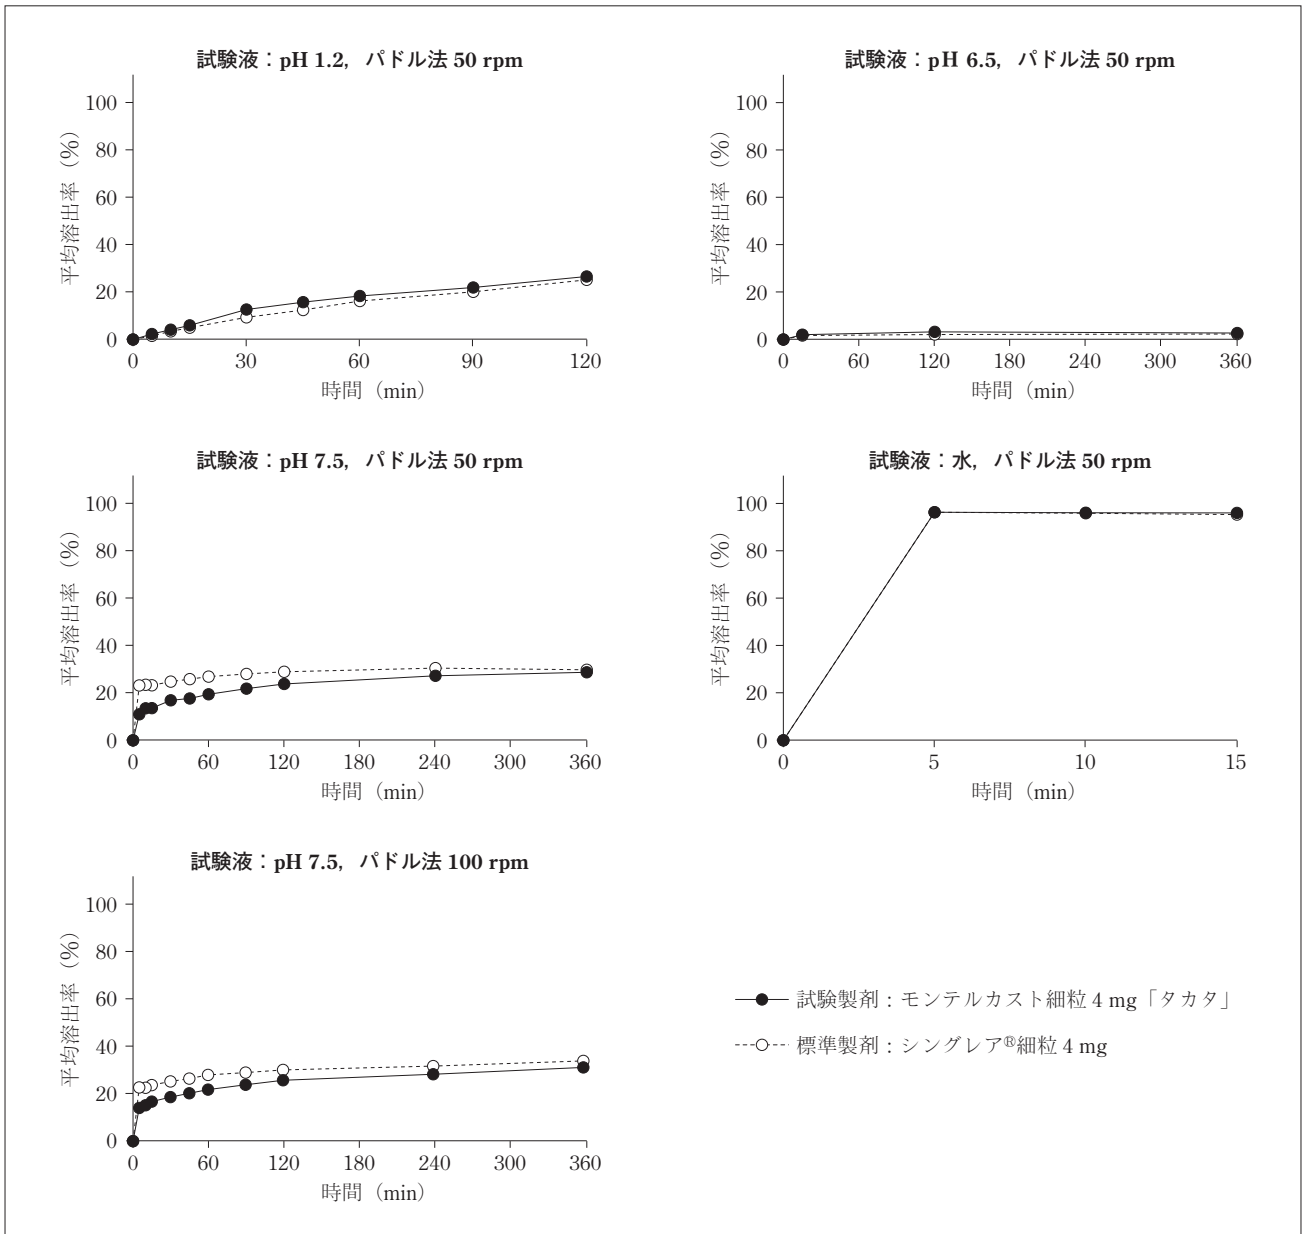 試験液：pH 1.2，パドル法 50 rpm
平均溶出率（%）
100
80
60
40
20
0
0 30 60 90 120
時間（min）
試験液：pH 6.5，パドル法 50 rpm
平均溶出率（%）
100
80
60
40
20
0
0 60 120 180 240 300 360
時間（min）
試験液：pH 7.5，パドル法 50 rpm
平均溶出率（%）
100
80
60
40
20
0
0 60 120 180 240 300 360
時間（min）
試験液：水，パドル法 50 rpm
平均溶出率（%）
100
80
60
40
20
0
0 5 10 15
時間（min）
試験液：pH 7.5，パドル法 100 rpm
平均溶出率（%）
100
80
60
40
20
0
0 60 120 180 240 300 360
時間（min）
試験製剤：モンテルカスト細粒 4 mg「タカタ」
標準製剤：シングレア®細粒 4 mg